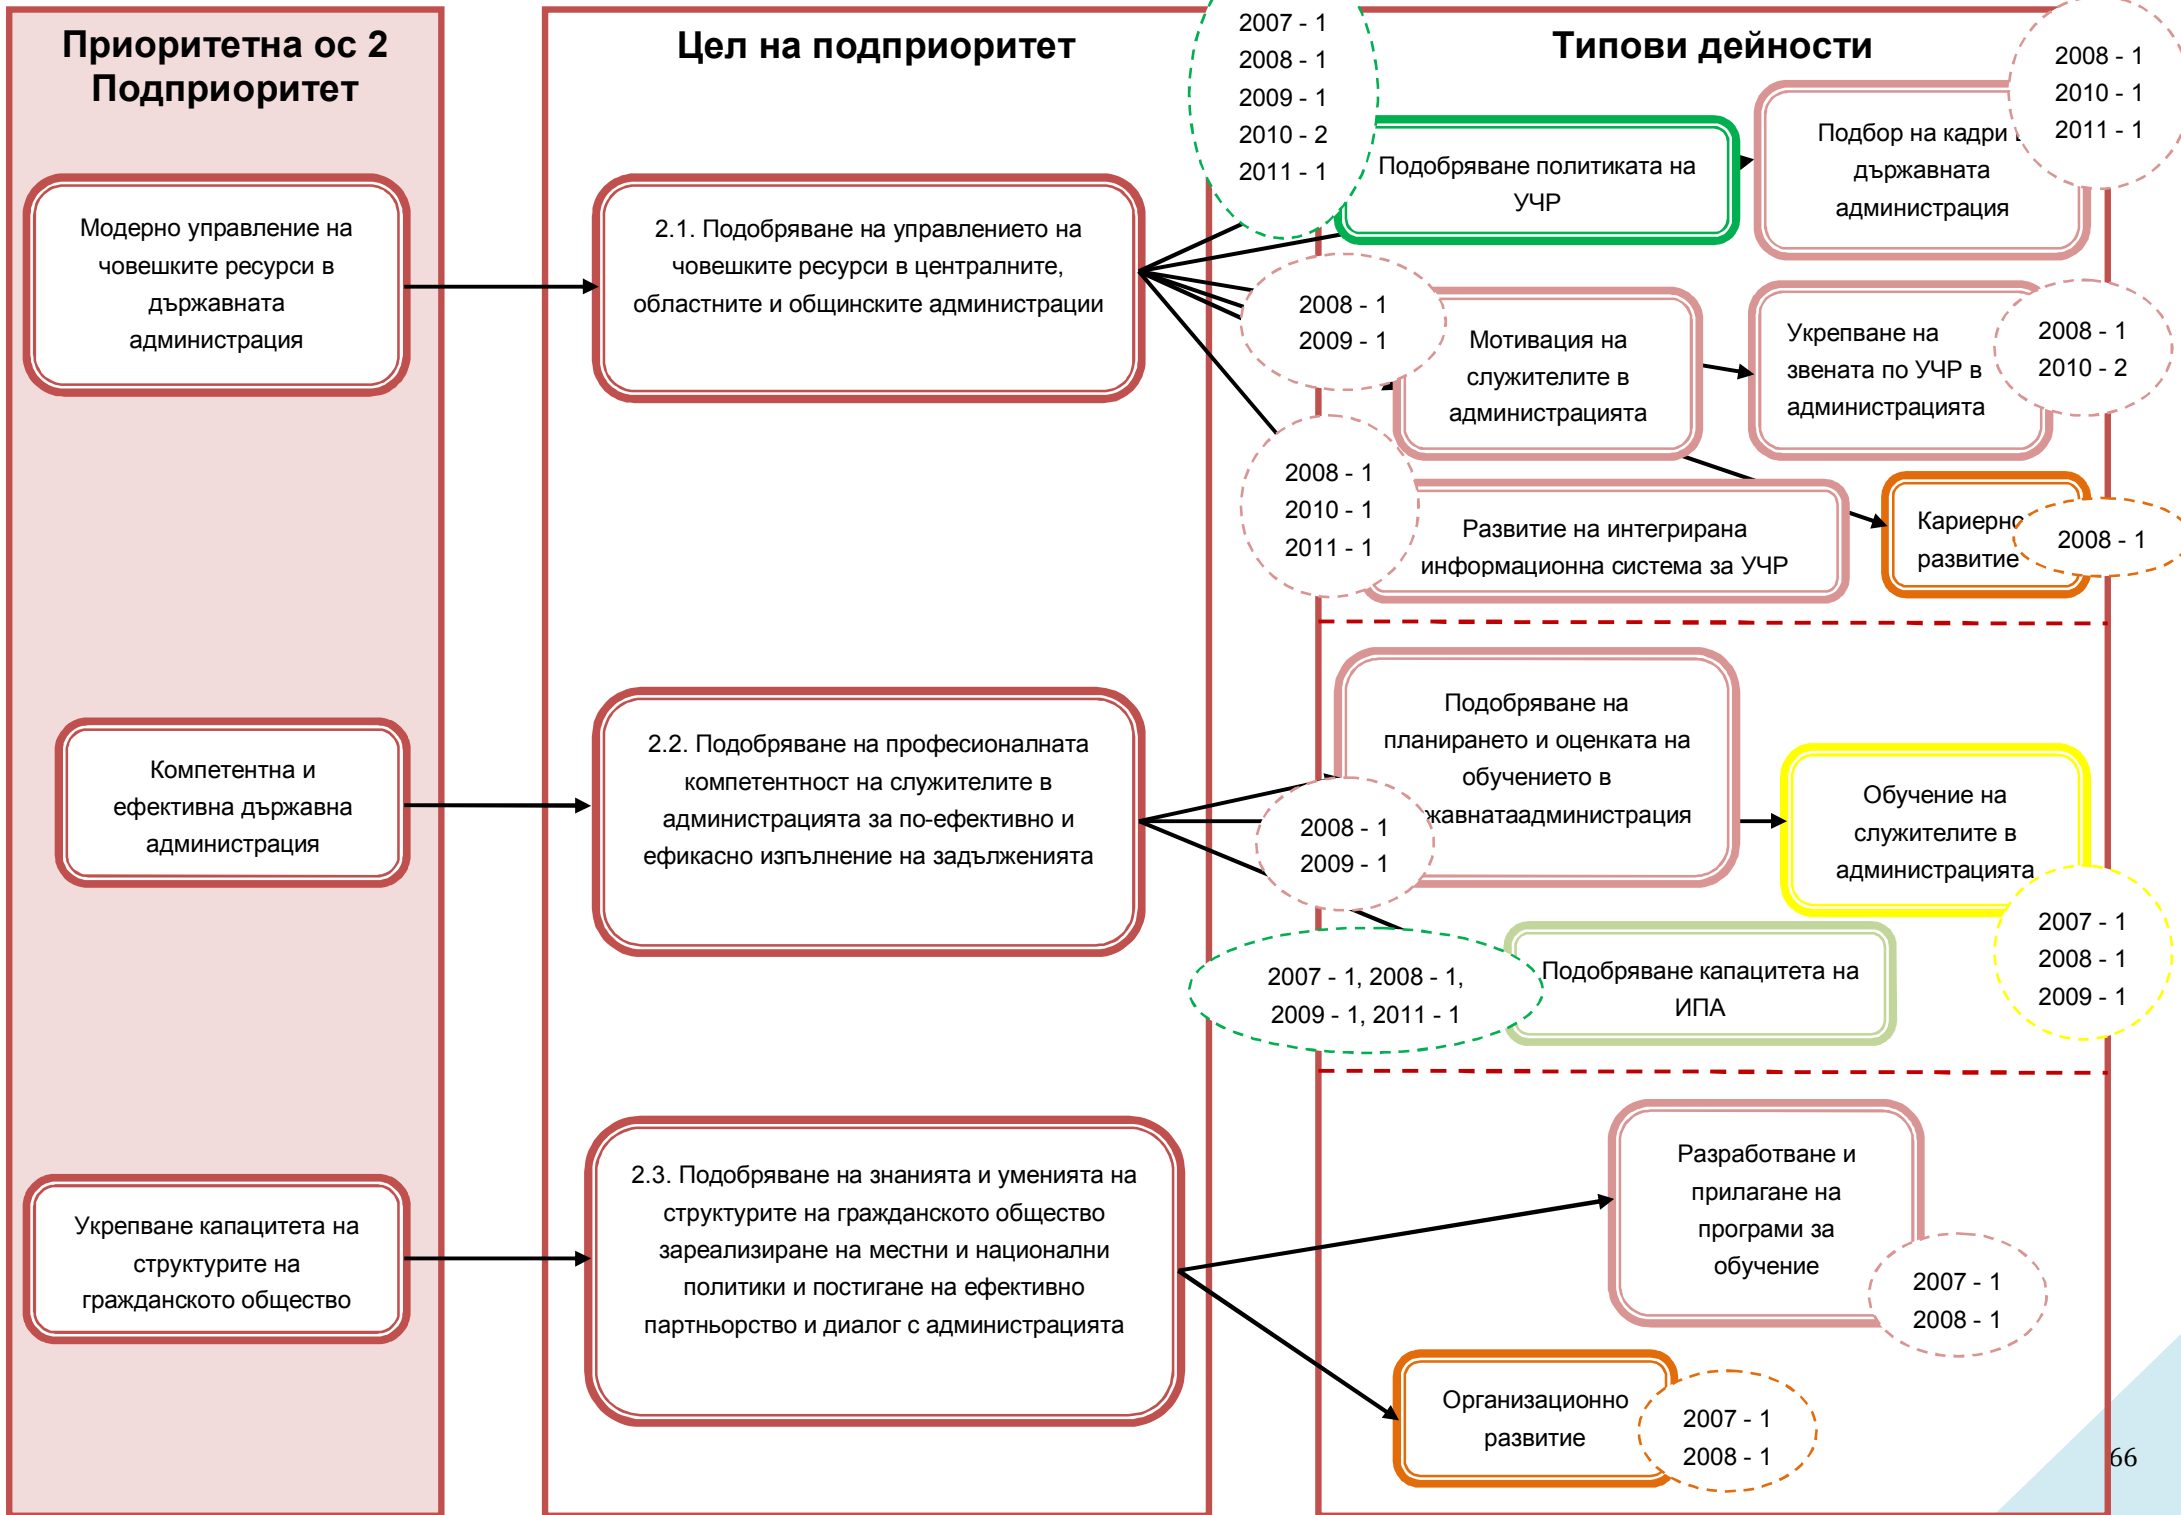 Приоритетна ос 2
Подприоритет
Цел на подприоритет
Типови дейности
Модерно управление на
човешките ресурси в
държавната
администрация
2.1. Подобряване на управлението на
човешките ресурси в централните,
областните и общинските администрации
2007 - 1
2008 - 1
2009 - 1
2010 - 2
2011 - 1
Подобряване политиката на
УЧР
Подбор на кадри
държавната
администрация
2008 - 1
2010 - 1
2011 - 1
2008 - 1
2009 - 1
Мотивация на
служителите в
администрацията
Укрепване на
звената по УЧР в
администрацията
2008 - 1
2010 - 2
2008 - 1
2010 - 1
2011 - 1
Развитие на интегрирана
информационна система за УЧР
Кариерно
развитие
2008 - 1
Компетентна и
ефективна държавна
администрация
2.2. Подобряване на професионалната
компетентност на служителите в
администрацията за по-ефективно и
ефикасно изпълнение на задълженията
Подобряване на
планирането и оценката на
обучението в
жавнатаадминистрация
2008 - 1
2009 - 1
Обучение на
служителите в
администрацията
2007 - 1
2008 - 1
2009 - 1
2007 - 1, 2008 - 1,
2009 - 1, 2011 - 1
Подобряване капацитета на
ИПА
Укрепване капацитета на
структурите на
гражданското общество
2.3. Подобряване на знанията и уменията на
структурите на гражданското общество
зареализиране на местни и национални
политики и постигане на ефективно
партньорство и диалог с администрацията
Разработване и
прилагане на
програми за
обучение
2007 - 1
2008 - 1
Организационно
развитие
2007 - 1
2008 - 1
66